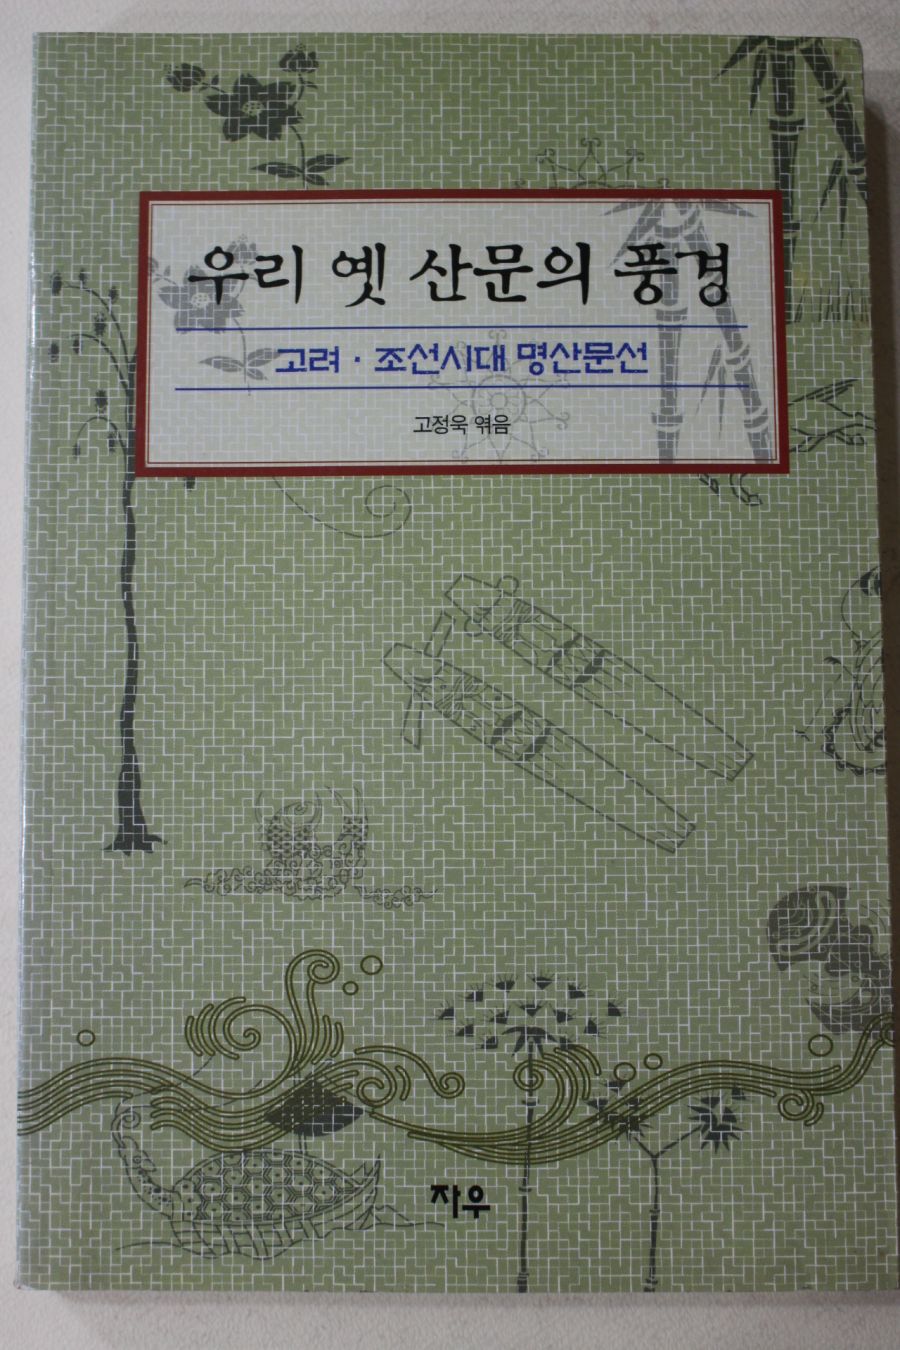 우리 옛 산문의 풍경
고려 · 조선시대 명산문선
고정욱 엮음
자우